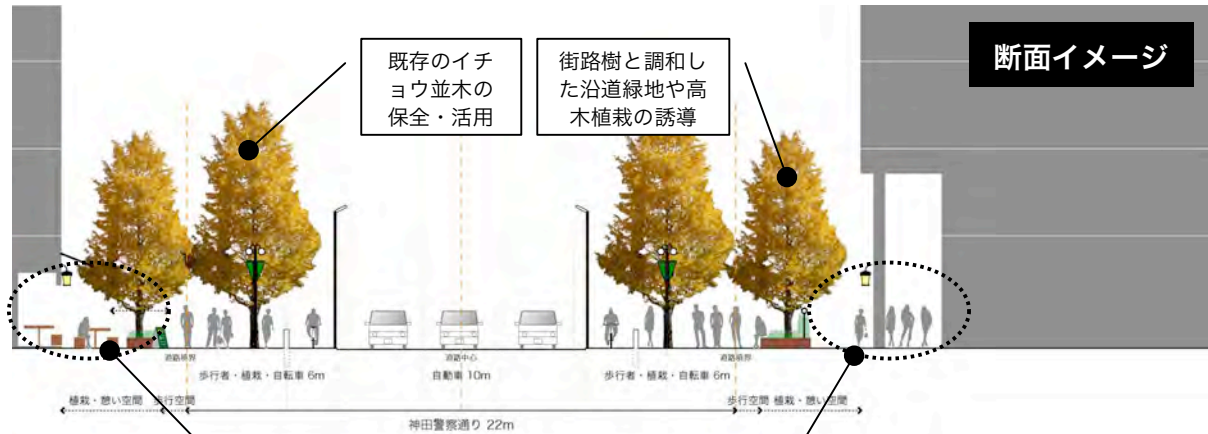 断面イメージ
既存のイチ
ョウ並木の
保全・活用
街路樹と調和し
た沿道緑地や高
木植栽の誘導
道路境界
道路中心
道路境界
歩行者・植栽・自転車 6m
自動車 10m
歩行者・植栽・自転車 6m
植栽・憩い空間
歩行空間
歩行空間
植栽・憩い空間
神田警察通り 22m